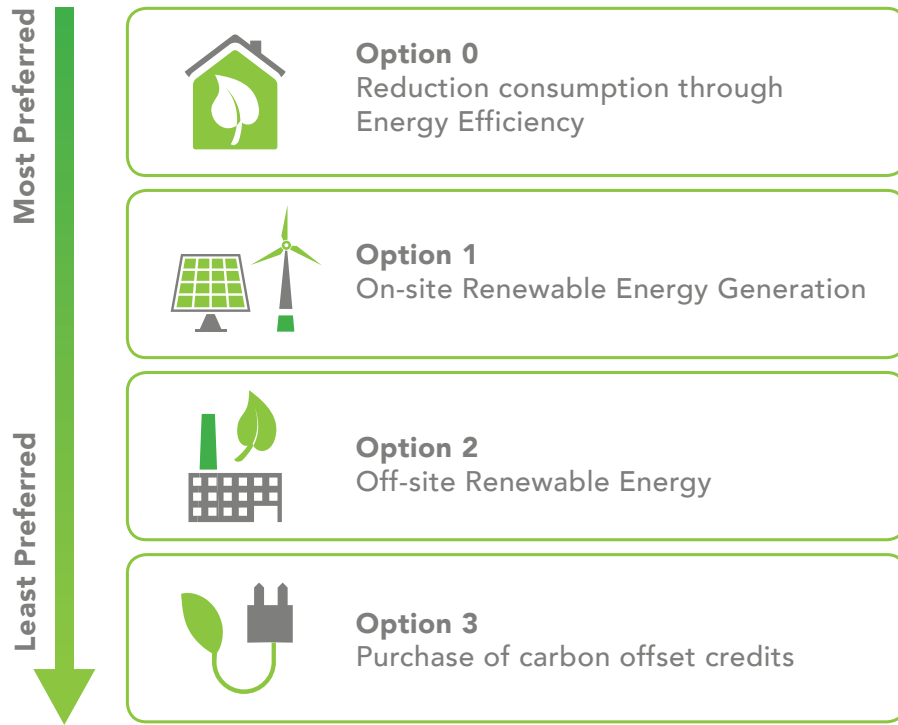 Most Preferred
Least Preferred
Option 0
Reduction consumption through
Energy Efficiency
Option 1
On-site Renewable Energy Generation
Option 2
Off-site Renewable Energy
Option 3
Purchase of carbon offset credits